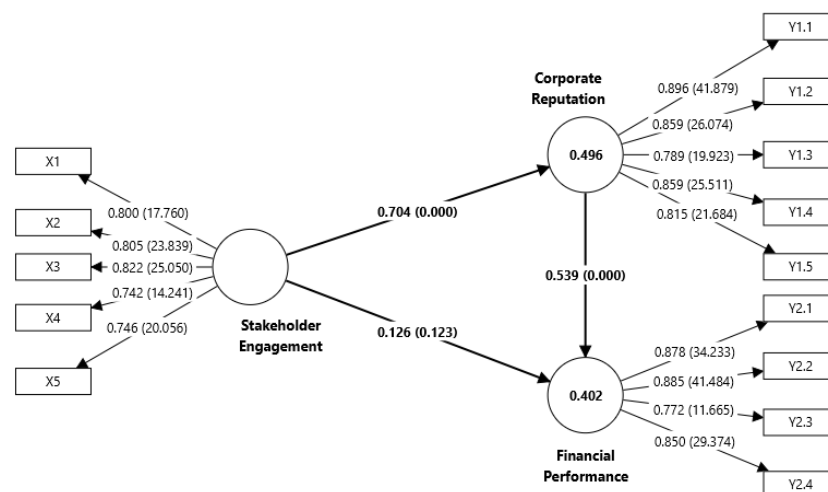 X1
X2
X3
X4
X5
0.800 (17.760)
0.805 (23.839)
0.822 (25.050)
0.742 (14.241)
0.746 (20.056)
Stakeholder
Engagement
0.704 (0.000)
0.126 (0.123)
Corporate
Reputation
0.496
0.539 (0.000)
0.402
Financial
Performance
0.896 (41.879)
0.859 (26.074)
0.789 (19.923)
0.859 (25.511)
0.815 (21.684)
0.878 (34.233)
0.885 (41.484)
0.772 (11.665)
0.850 (29.374)
Y1.1
Y1.2
Y1.3
Y1.4
Y1.5
Y2.1
Y2.2
Y2.3
Y2.4